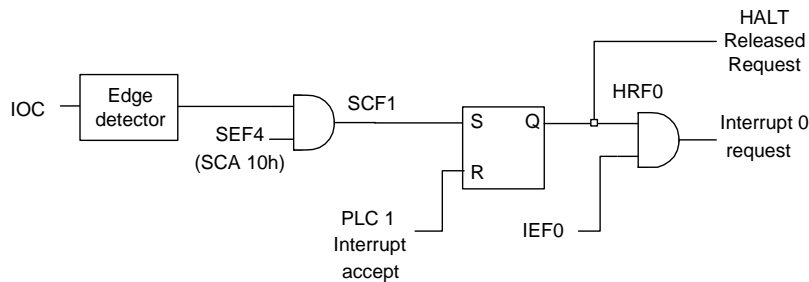 HALT
Released
Request
HRF0
IOC
Edge
detector
SCF1
SEF4
(SCA 10h)
S
Q
R
Interrupt 0
request
PLC 1
Interrupt
accept
IEF0